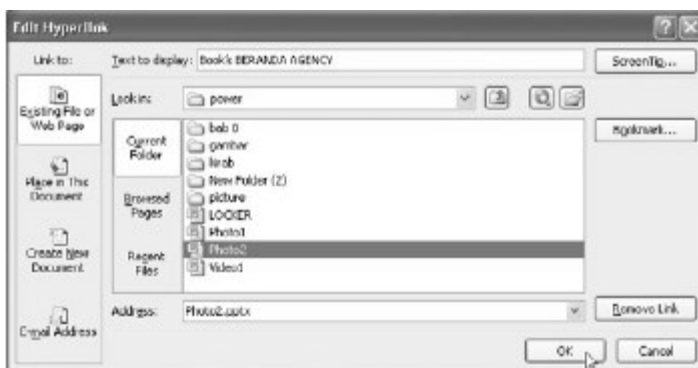 Edit Hyperlink
Link to:
Text to display: Book's BERANDA AGENCY
ScreenTip...
Existing File or
Web Page
Look in: power
Bookmark...
Current
Folder
bab 0
gambar
New Folder (2)
picture
LOCKER
Photo1
Photo2
Video1
Place in This
Document
Browsed
Pages
Create New
Document
Recent
Files
E-mail Address
Address: Photo2.pptx
Remove Link
OK
Cancel